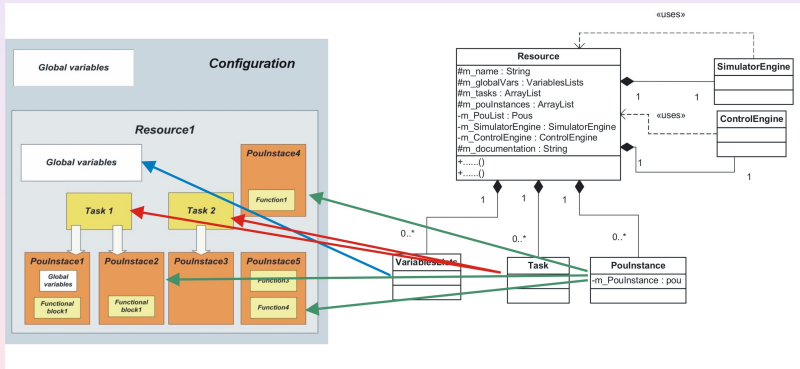 Configuration
Global variables
Resource1
Global variables
PouInstace4
Function1
Task 1
Task 2
PouInstace1
Global
variables
Functional
block1
PouInstace2
Functional
block1
PouInstace3
PouInstace5
Function3
Function4
«uses»
Resource
#m_name : String
#m_globalVars : VariablesLists
#m_tasks : ArrayList
#m_pouInstances : ArrayList
-m_PouList : Pous
-m_SimulatorEngine : SimulatorEngine
-m_ControlEngine : ControlEngine
#m_documentation : String
+......()
+......()
SimulatorEngine
1
1
«uses»
ControlEngine
1
1
1
1
1
0..*
0..*
0..*
VariablesLists
Task
PouInstance
-m_PouInstance : pou